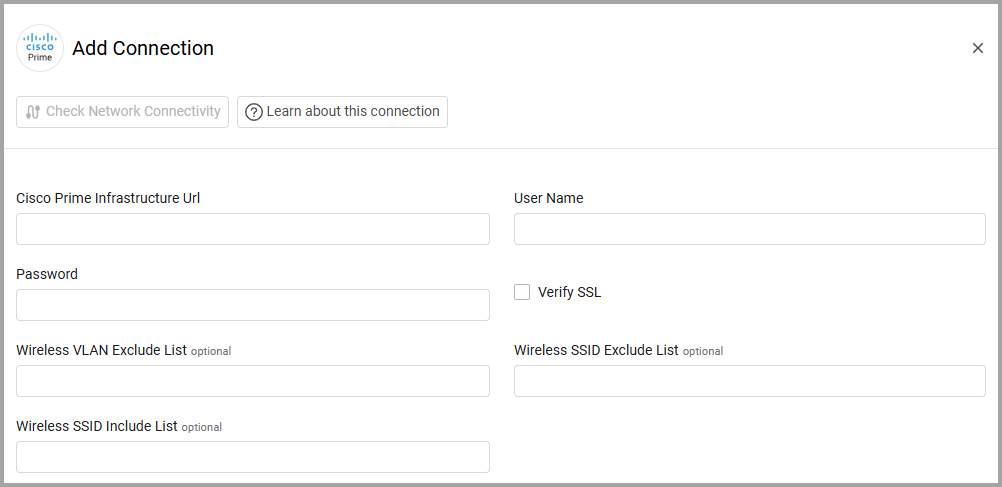 CISCO
Prime
Add Connection
Check Network Connectivity
Learn about this connection
Cisco Prime Infrastructure Url
User Name
Password
Verify SSL
Wireless VLAN Exclude List optional
Wireless SSID Exclude List optional
Wireless SSID Include List optional